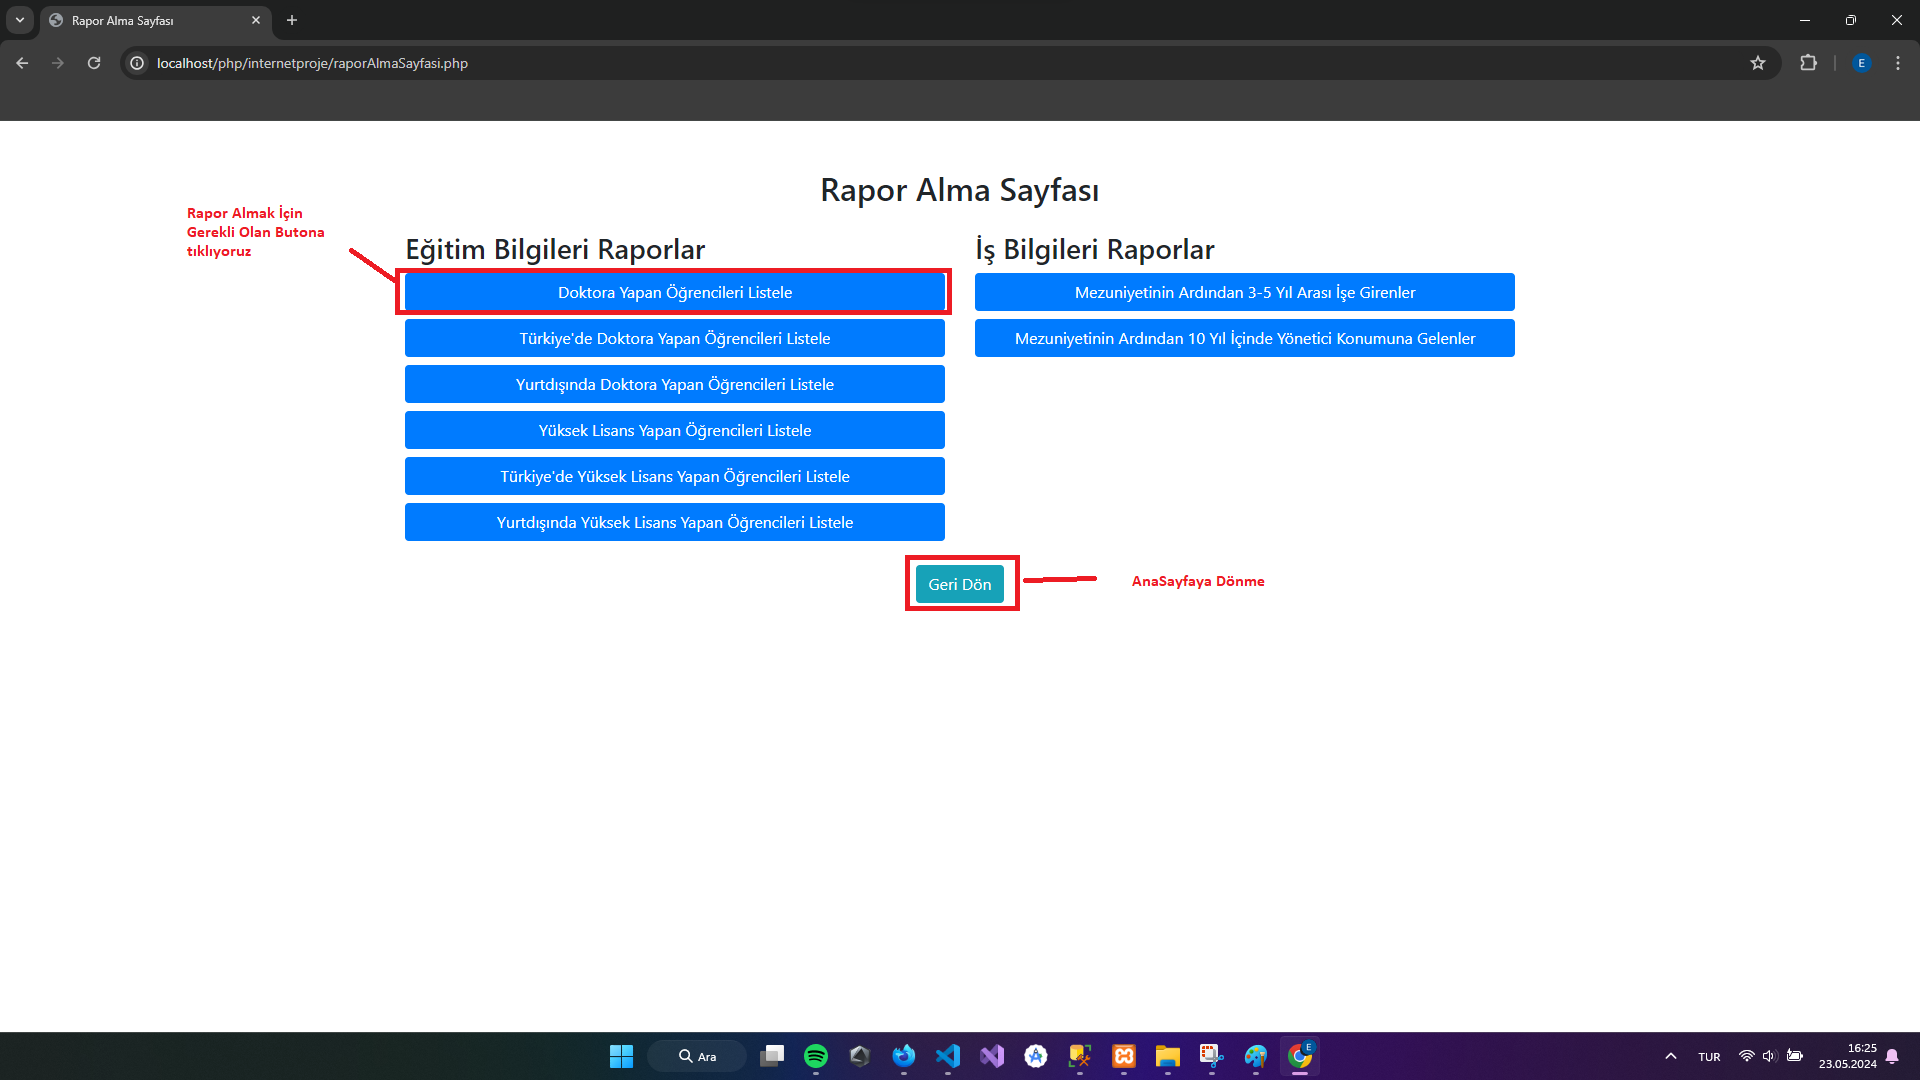 Rapor Alma Sayfası
localhost/php/internetproje/raporAlmaSayfasi.php
E
Rapor Alma Sayfası
Rapor Almak İçin
Gerekli Olan Butona
tıklıyoruz
Eğitim Bilgileri Raporlar
Doktora Yapan Öğrencileri Listele
Türkiye'de Doktora Yapan Öğrencileri Listele
Yurtdışında Doktora Yapan Öğrencileri Listele
Yüksek Lisans Yapan Öğrencileri Listele
Türkiye'de Yüksek Lisans Yapan Öğrencileri Listele
Yurtdışında Yüksek Lisans Yapan Öğrencileri Listele
İş Bilgileri Raporlar
Mezuniyetinin Ardından 3-5 Yıl Arası İşe Girenler
Mezuniyetinin Ardından 10 Yıl İçinde Yönetici Konumuna Gelenler
Geri Dön
AnaSayfaya Dönme
Ara
E
TUR
16:25
23.05.2024